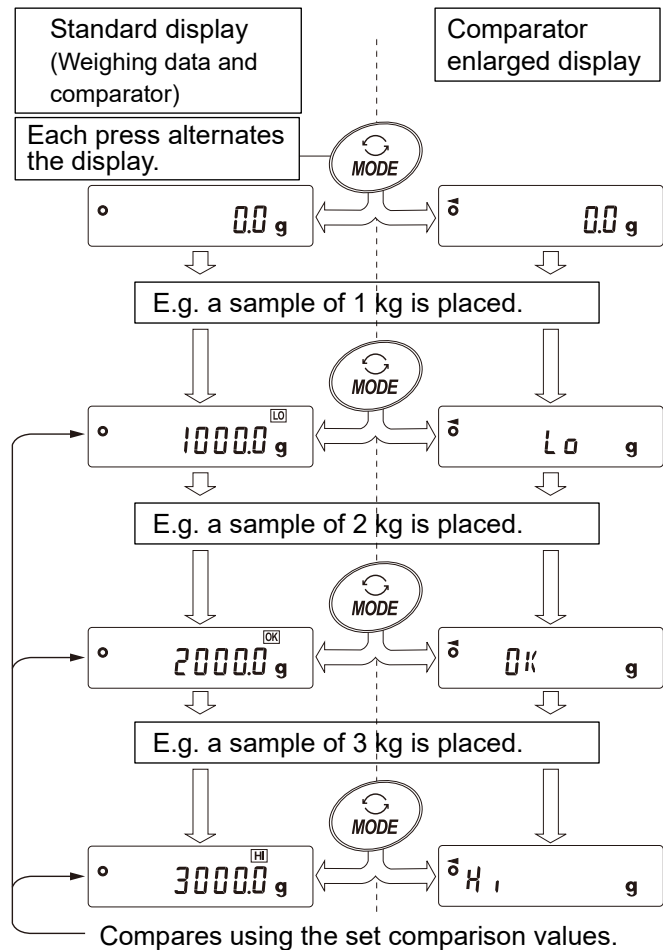 Standard display
(Weighing data and
comparator)
Comparator
enlarged display
Each press alternates
the display.
MODE
0.0 g
0.0 g
E.g. a sample of 1 kg is placed.
MODE
LO
1000.0 g
Lo g
E.g. a sample of 2 kg is placed.
MODE
OK
2000.0 g
OK g
E.g. a sample of 3 kg is placed.
MODE
HI
3000.0 g
Hi g
Compares using the set comparison values.